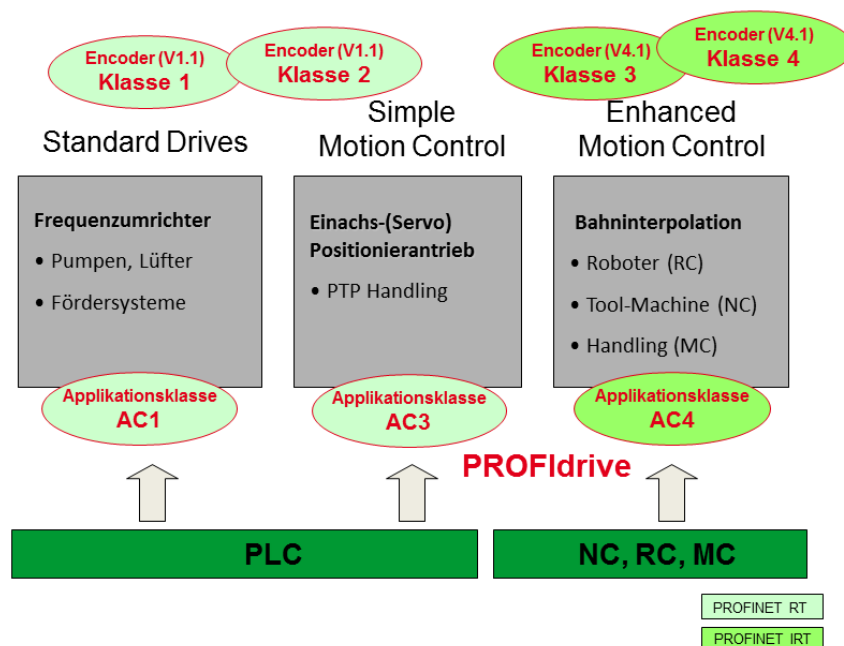 Encoder (V1.1)
Klasse 1
Encoder (V1.1)
Klasse 2
Encoder (V4.1)
Klasse 3
Encoder (V4.1)
Klasse 4
Standard Drives
Simple
Motion Control
Enhanced
Motion Control
Frequenzumrichter
• Pumpen, Lüfter
• Fördersysteme
Einachs-(Servo)
Positionierantrieb
• PTP Handling
Bahninterpolation
• Roboter (RC)
• Tool-Machine (NC)
• Handling (MC)
Applikationsklasse
AC1
Applikationsklasse
AC3
Applikationsklasse
AC4
PROFIdrive
PLC
NC, RC, MC
PROFINET RT
PROFINET IRT